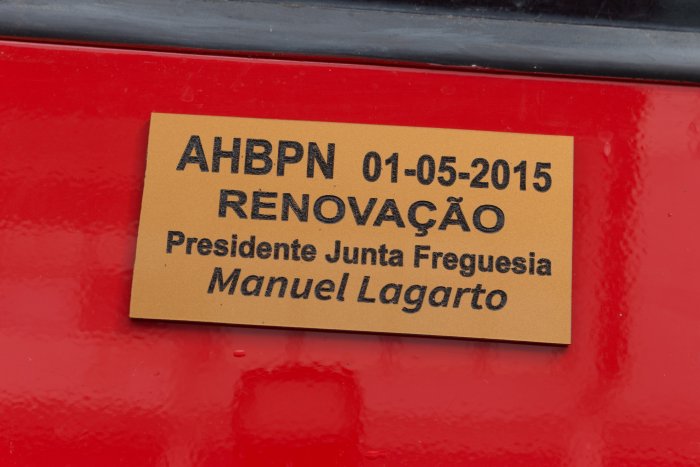 AHBPN 01-05-2015
RENOVAÇÃO
Presidente Junta Freguesia
Manuel Lagarto